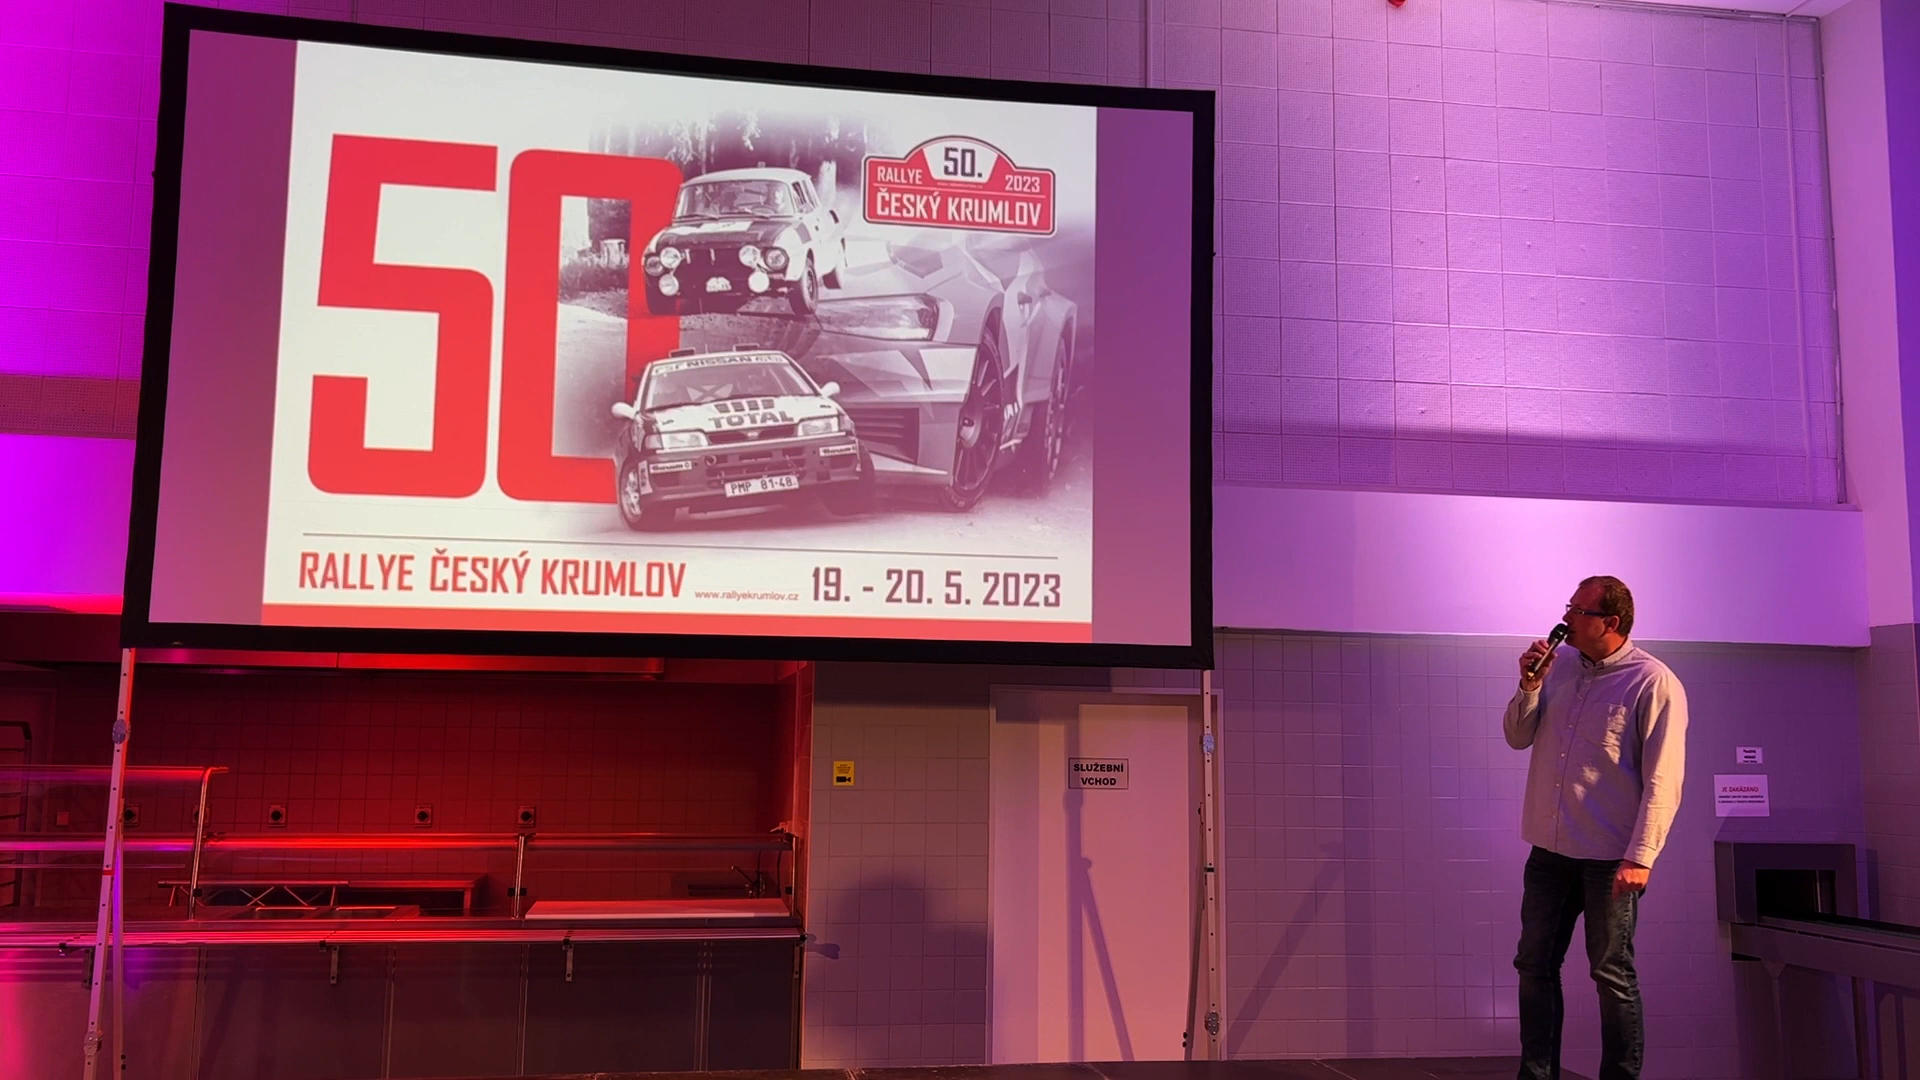 50
50.
RALLYE
2023
ČESKÝ KRUMLOV
NISSAN
TOTAL
PMP 81-48
RALLYE ČESKÝ KRUMLOV
www.rallyekrumlov.cz
19. - 20. 5. 2023
SLUŽEBNÍ
VCHOD
JE ZAKÁZÁNO